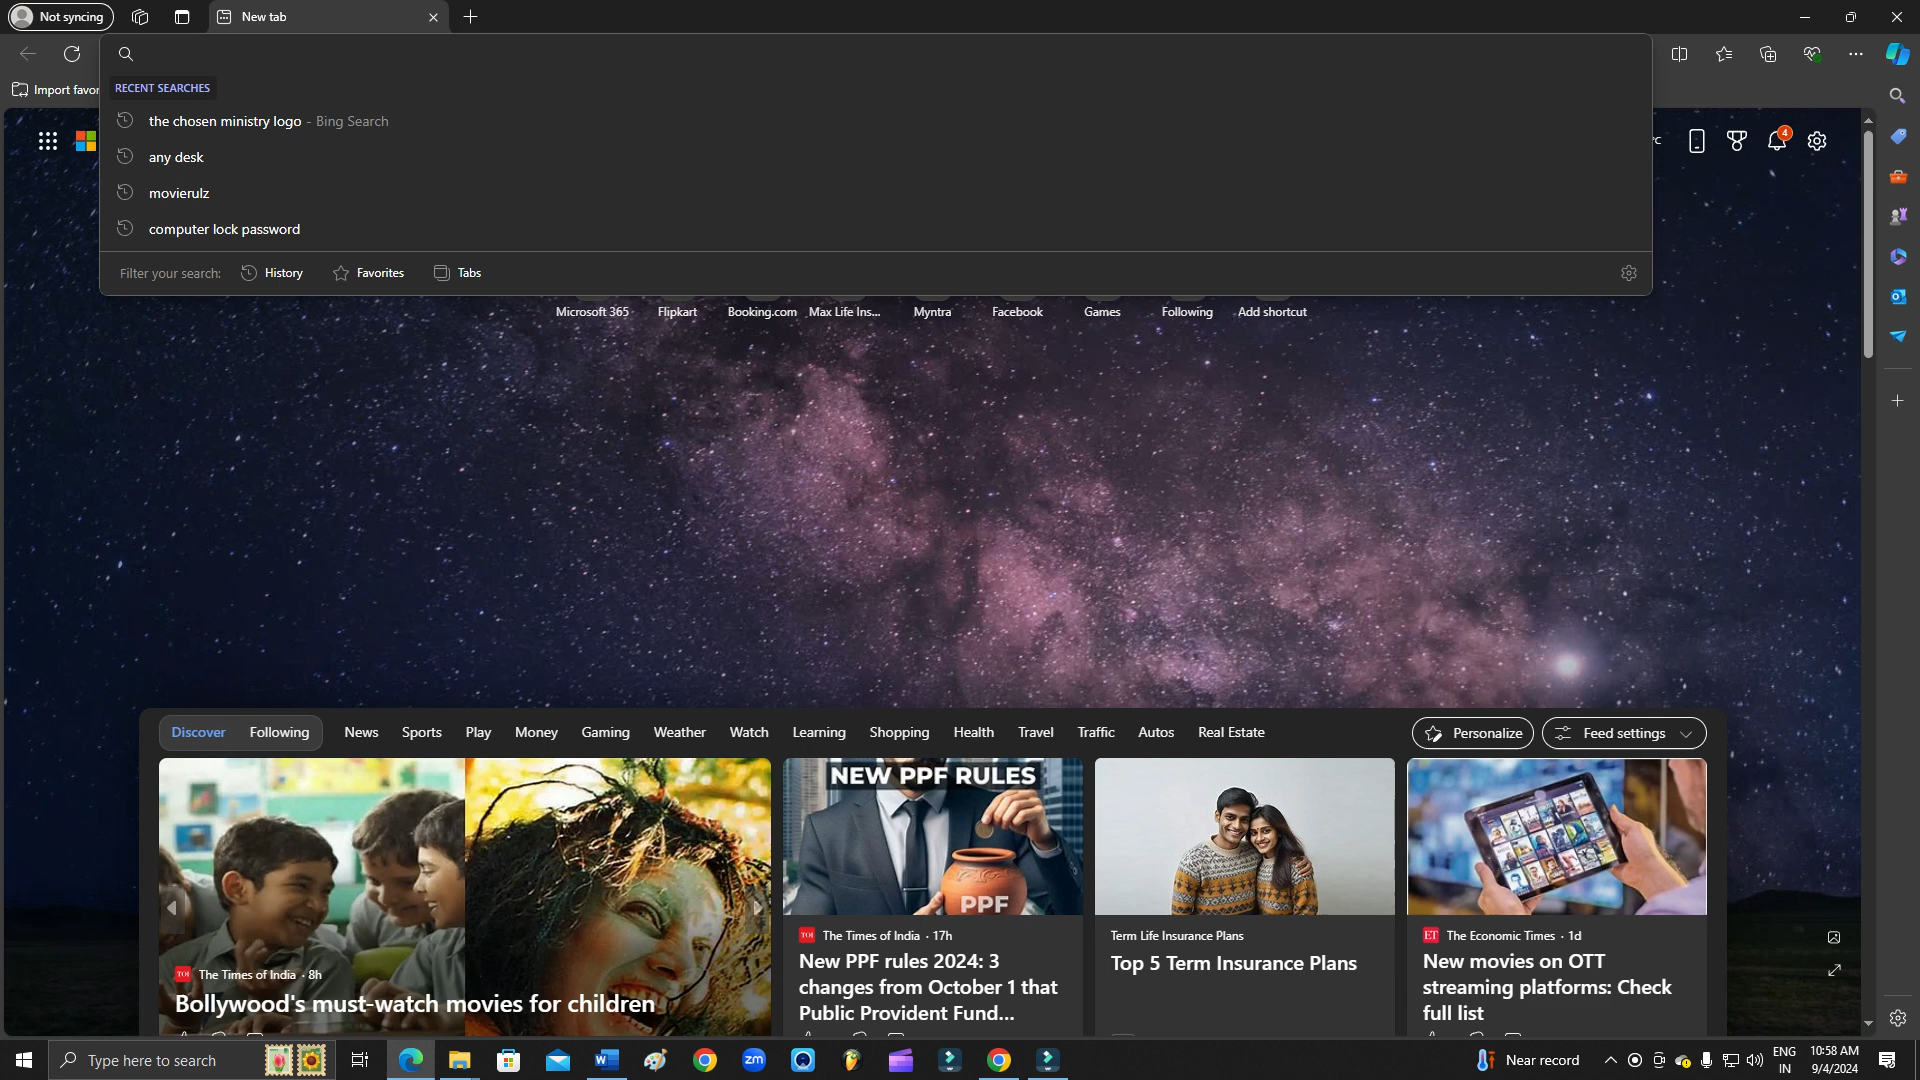 Not syncing
New tab
Import favor
RECENT SEARCHES
the chosen ministry logo - Bing Search
any desk
movierulz
computer lock password
Filter your search:
History
Favorites
Tabs
°C
4
Microsoft 365
Flipkart
Booking.com
Max Life Ins...
Myntra
Facebook
Games
Following
Add shortcut
Discover
Following
News
Sports
Play
Money
Gaming
Weather
Watch
Learning
Shopping
Health
Travel
Traffic
Autos
Real Estate
Personalize
Feed settings
NEW PPF RULES
PPF
TOI The Times of India · 8h
Bollywood's must-watch movies for children
TOI The Times of India · 17h
New PPF rules 2024: 3
changes from October 1 that
Public Provident Fund...
Term Life Insurance Plans
Top 5 Term Insurance Plans
ET The Economic Times · 1d
New movies on OTT
streaming platforms: Check
full list
Type here to search
W
zm
Near record
ENG
IN
10:58 AM
9/4/2024